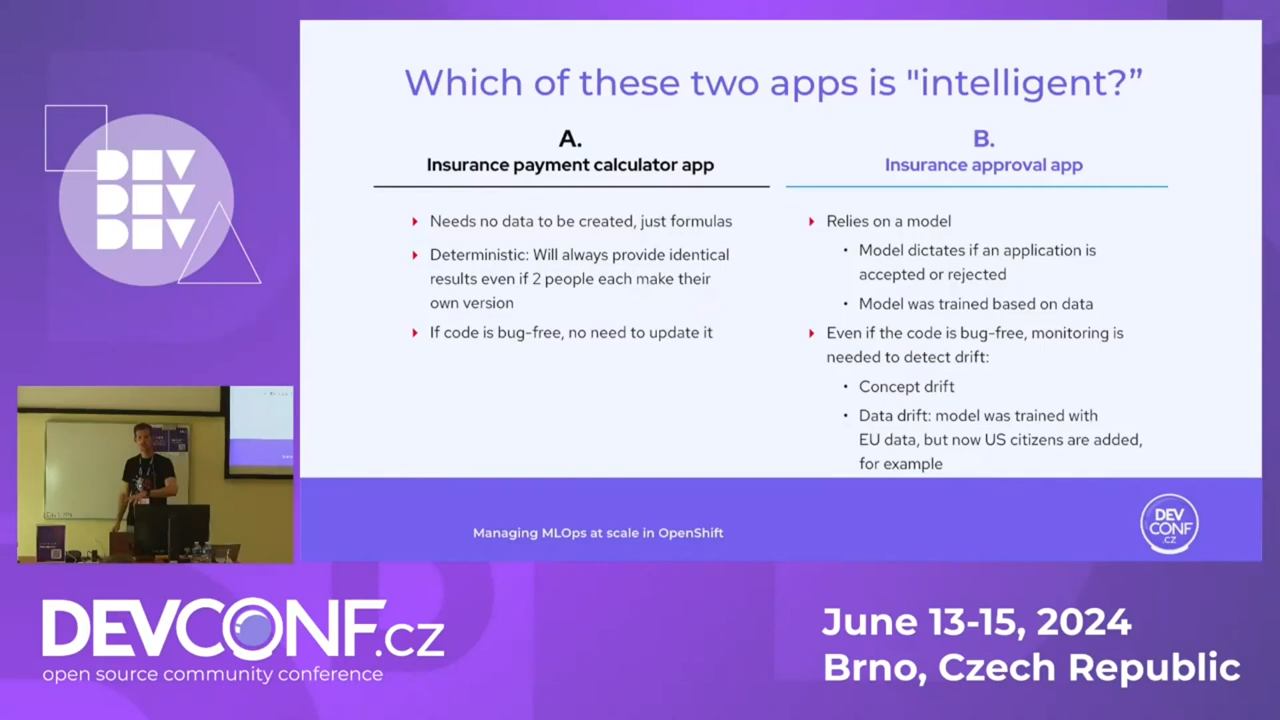 DEV
DEV
DEV
Which of these two apps is "intelligent?”
A.
Insurance payment calculator app
Needs no data to be created, just formulas
Deterministic: Will always provide identical
results even if 2 people each make their
own version
If code is bug-free, no need to update it
B.
Insurance approval app
Relies on a model
Model dictates if an application is
accepted or rejected
Model was trained based on data
Even if the code is bug-free, monitoring is
needed to detect drift:
Concept drift
Data drift: model was trained with
EU data, but now US citizens are added,
for example
Managing MLOps at scale in OpenShift
DEV
CONF
.CZ
DEVCONF.cz
open source community conference
June 13-15, 2024
Brno, Czech Republic